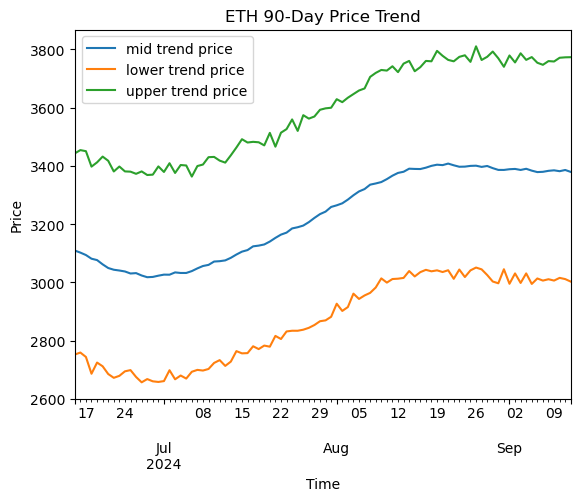 ETH 90-Day Price Trend
mid trend price
lower trend price
upper trend price
Price
3800
3600
3400
3200
3000
2800
2600
17 24 08 15 22 29 05 12 19 26 02 09
Jul Aug Sep
2024
Time